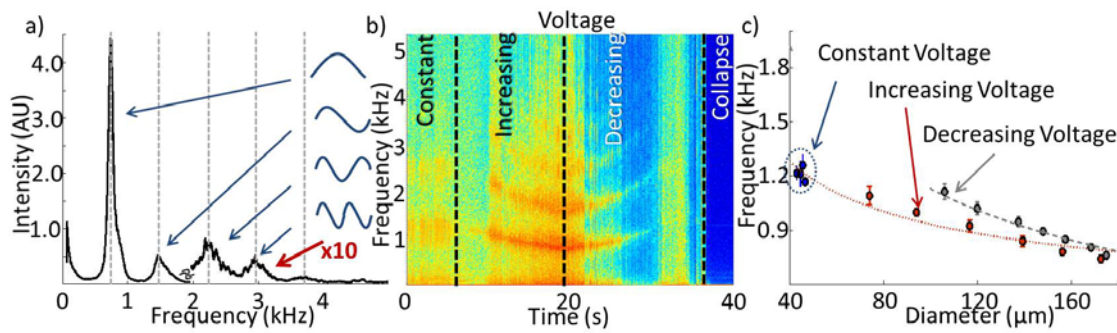 a)
Intensity (AU)
4.0
3.0
2.0
1.0
x10
0 1 2 3 4
Frequency (kHz)
b)
Voltage
Frequency (kHz)
5
4
3
2
1
Constant
Increasing
Decreasing
Collapse
0 20 40
Time (s)
c)
Frequency (kHz)
1.8
1.5
1.2
0.9
Constant Voltage
Increasing Voltage
Decreasing Voltage
40 80 120 160
Diameter (μm)